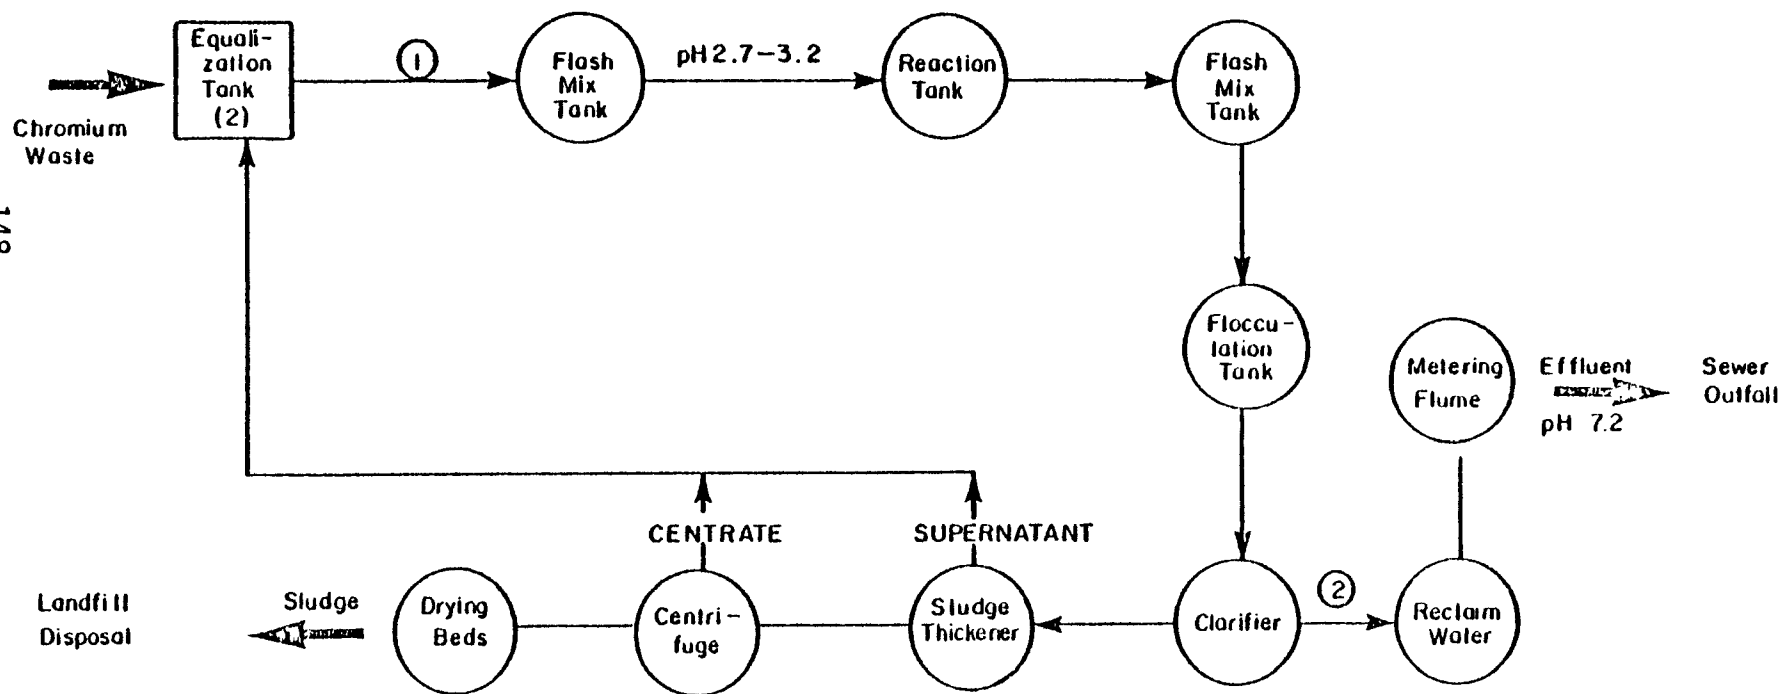 Equali-
zation
Tank
(2)
1
Flash
Mix
Tank
pH 2.7-3.2
Reaction
Tank
Flash
Mix
Tank
Chromium
Waste
148
Floccu-
lation
Tank
Metering
Flume
Effluent
pH 7.2
Sewer
Outfall
CENTRATE
SUPERNATANT
Landfill
Disposal
Sludge
Drying
Beds
Centri-
fuge
Sludge
Thickener
Clarifier
2
Reclaim
Water